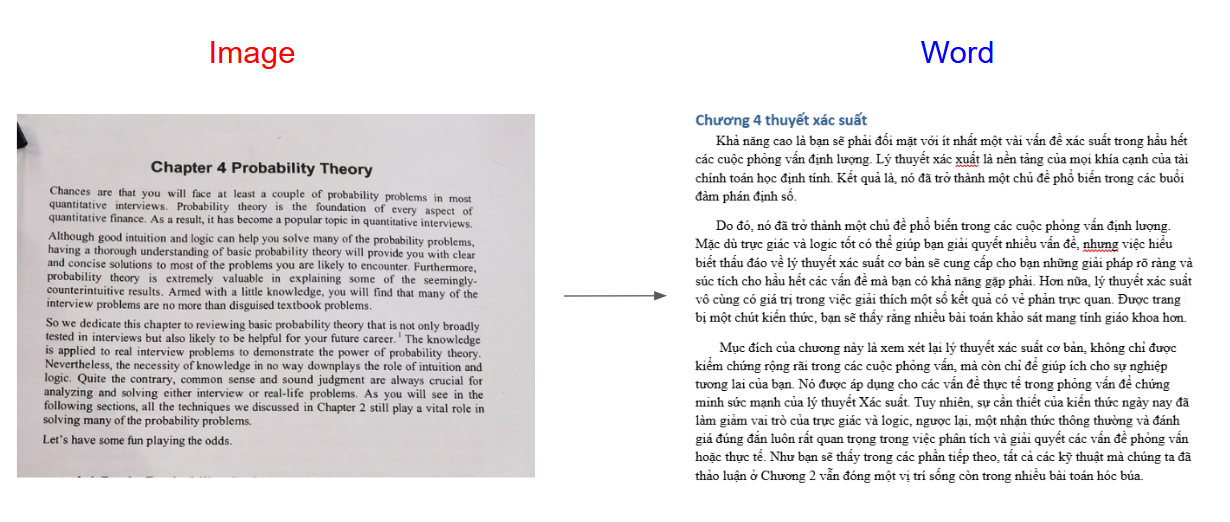 Image
Word
Chapter 4 Probability Theory
Chances are that you will face at least a couple of probability problems in most
quantitative interviews. Probability theory is the foundation of every aspect of
quantitative finance. As a result, it has become a popular topic in quantitative interviews.
Although good intuition and logic can help you solve many of the probability problems,
having a thorough understanding of basic probability theory will provide you with clear
and concise solutions to most of the problems you are likely to encounter. Furthermore,
probability theory is extremely valuable in explaining some of the seemingly-
counterintuitive results. Armed with a little knowledge, you will find that many of the
interview problems are no more than disguised textbook problems.
So we dedicate this chapter to reviewing basic probability theory that is not only broadly
tested in interviews but also likely to be helpful for your future career.¹ The knowledge
is applied to real interview problems to demonstrate the power of probability theory.
Nevertheless, the necessity of knowledge in no way downplays the role of intuition and
logic. Quite the contrary, common sense and sound judgment are always crucial for
analyzing and solving either interview or real-life problems. As you will see in the
following sections, all the techniques we discussed in Chapter 2 still play a vital role in
solving many of the probability problems.
Let's have some fun playing the odds.
Chương 4 thuyết xác suất
Khả năng cao là bạn sẽ phải đối mặt với ít nhất một vài vấn đề xác suất trong hầu hết
các cuộc phỏng vấn định lượng. Lý thuyết xác xuất là nền tảng của mọi khía cạnh của tài
chính toán học định tính. Kết quả là, nó đã trở thành một chủ đề phổ biến trong các buổi
đàm phán định số.
Do đó, nó đã trở thành một chủ đề phổ biến trong các cuộc phỏng vấn định lượng.
Mặc dù trực giác và logic tốt có thể giúp bạn giải quyết nhiều vấn đề, nhưng việc hiểu
biết thấu đáo về lý thuyết xác suất cơ bản sẽ cung cấp cho bạn những giải pháp rõ ràng và
súc tích cho hầu hết các vấn đề mà bạn có khả năng gặp phải. Hơn nữa, lý thuyết xác suất
vô cùng có giá trị trong việc giải thích một số kết quả có vẻ phản trực quan. Được trang
bị một chút kiến thức, bạn sẽ thấy rằng nhiều bài toán khảo sát mang tính giáo khoa hơn.
Mục đích của chương này là xem xét lại lý thuyết xác suất cơ bản, không chỉ được
kiểm chứng rộng rãi trong các cuộc phỏng vấn, mà còn chỉ để giúp ích cho sự nghiệp
tương lai của bạn. Nó được áp dụng cho các vấn đề thực tế trong phỏng vấn để chứng
minh sức mạnh của lý thuyết Xác suất. Tuy nhiên, sự cần thiết của kiến thức ngày nay đã
làm giảm vai trò của trực giác và logic, ngược lại, một nhận thức thông thường và đánh
giá đúng đắn luôn rất quan trọng trong việc phân tích và giải quyết các vấn đề phỏng vấn
hoặc thực tế. Như bạn sẽ thấy trong các phần tiếp theo, tất cả các kỹ thuật mà chúng ta đã
thảo luận ở Chương 2 vẫn đóng một vị trí sống còn trong nhiều bài toán hóc búa.